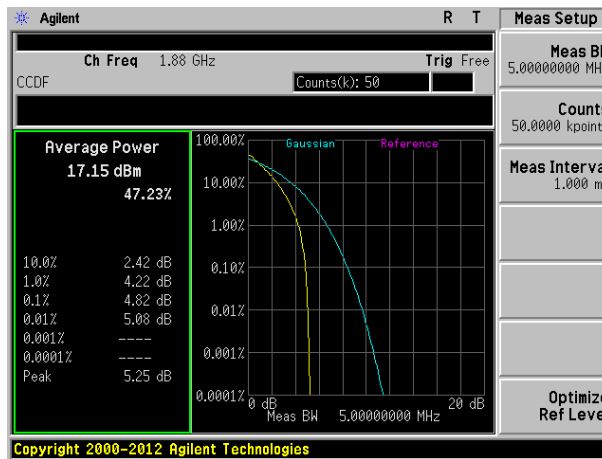 Agilent R T Meas Setup
Ch Freq 1.88 GHz Trig Free
CCDF Counts(k): 50
Meas B
5.00000000 MH
Count
50.0000 kpoint
Meas Interva
1.000 m
Average Power
17.15 dBm
47.23%
10.0% 2.42 dB
1.0% 4.22 dB
0.1% 4.82 dB
0.01% 5.08 dB
0.001% ----
0.0001% ----
Peak 5.25 dB
Gaussian Reference
100.00%
10.00%
1.00%
0.10%
0.01%
0.001%
0.0001%
0 dB 20 dB
Meas BW 5.00000000 MHz
Optimize
Ref Leve
Copyright 2000-2012 Agilent Technologies